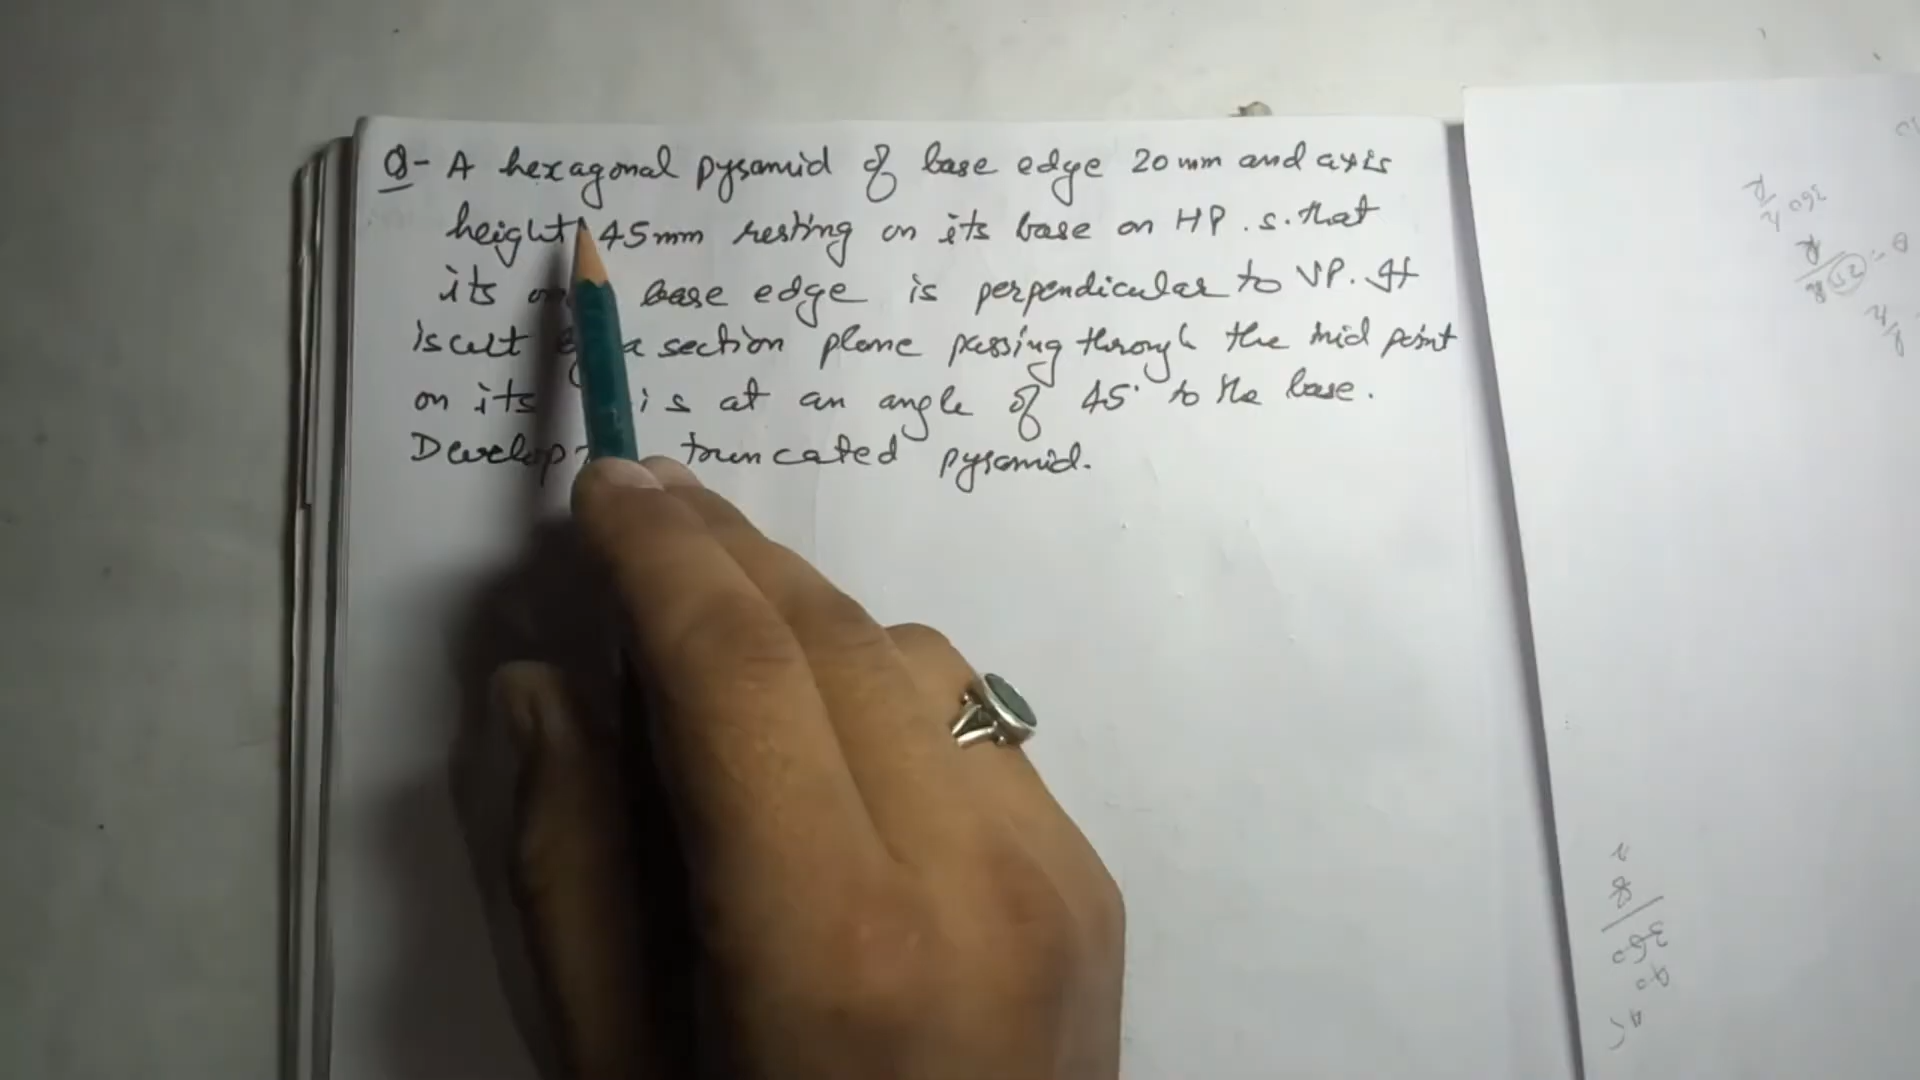 Q- A hexagonal pyramid of base edge 20 mm and axis
height 45mm resting on its base on HP. s. that
its base edge is perpendicular to VP. It
is cut a section plane passing through the mid point
on its is at an angle of 45° to the base.
Develop truncated pyramid.
360